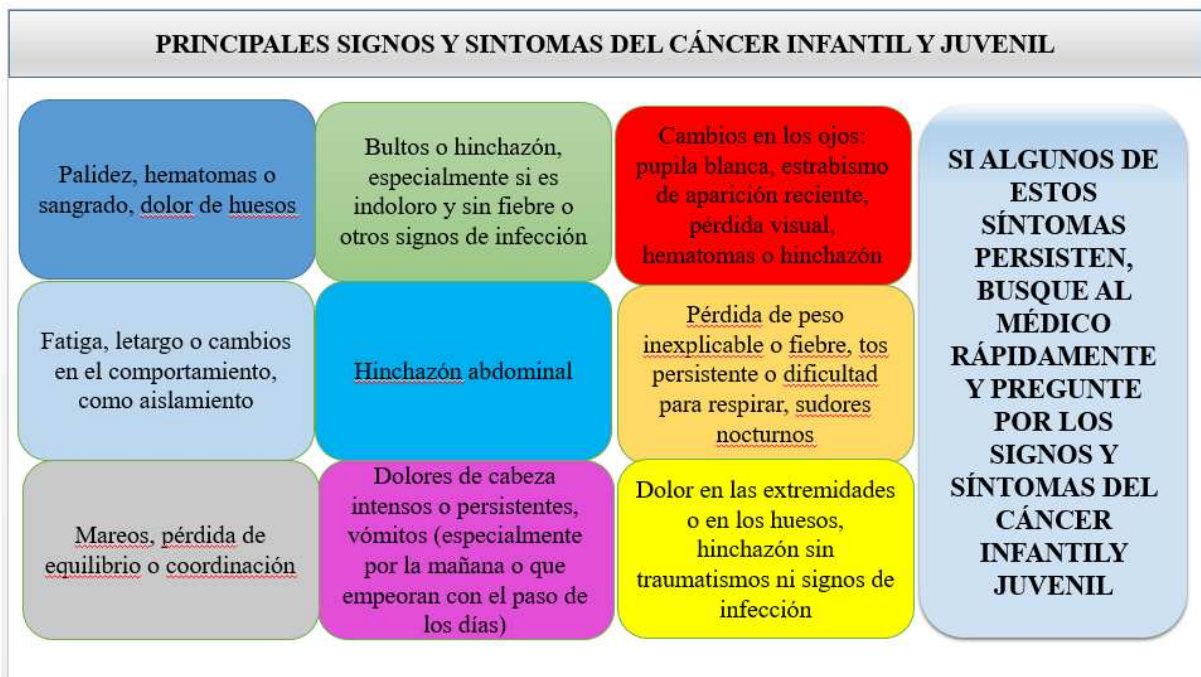 PRINCIPALES SIGNOS Y SINTOMAS DEL CÁNCER INFANTIL Y JUVENIL
Palidez, hematomas o
sangrado, dolor de huesos
Bultos o hinchazón,
especialmente si es
indoloro y sin fiebre o
otros signos de infección
Cambios en los ojos:
pupila blanca, estrabismo
de aparición reciente,
pérdida visual,
hematomas o hinchazón
Fatiga, letargo o cambios
en el comportamiento,
como aislamiento
Hinchazón abdominal
Pérdida de peso
inexplicable o fiebre, tos
persistente o dificultad
para respirar, sudores
nocturnos
Mareos, pérdida de
equilibrio o coordinación
Dolores de cabeza
intensos o persistentes,
vómitos (especialmente
por la mañana o que
empeoran con el paso de
los días)
Dolor en las extremidades
o en los huesos,
hinchazón sin
traumatismos ni signos de
infección
SI ALGUNOS DE
ESTOS
SÍNTOMAS
PERSISTEN,
BUSQUE AL
MÉDICO
RÁPIDAMENTE
Y PREGUNTE
POR LOS
SIGNOS Y
SÍNTOMAS DEL
CÁNCER
INFANTILY
JUVENIL